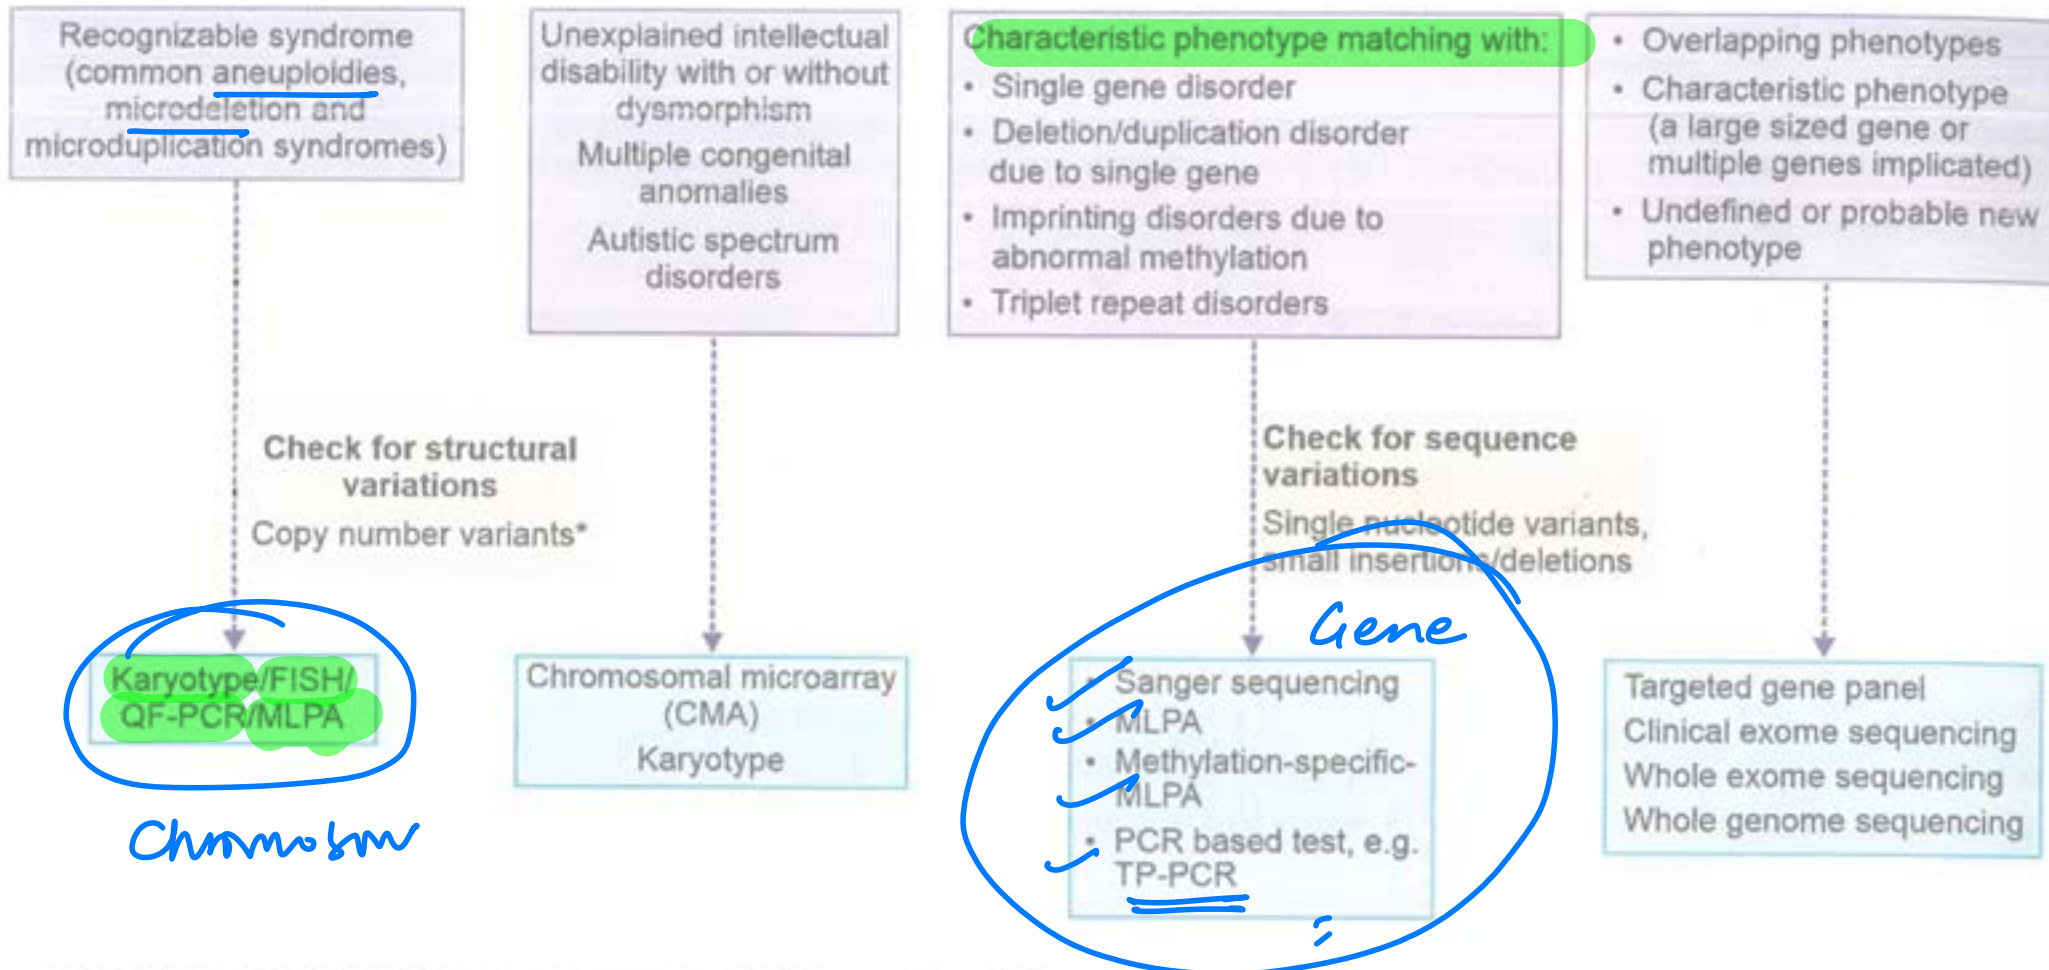 Recognizable syndrome
(common aneuploidies,
microdeletion and
microduplication syndromes)
Unexplained intellectual
disability with or without
dysmorphism
Multiple congenital
anomalies
Autistic spectrum
disorders
Characteristic phenotype matching with:
• Single gene disorder
• Deletion/duplication disorder
due to single gene
• Imprinting disorders due to
abnormal methylation
• Triplet repeat disorders
• Overlapping phenotypes
• Characteristic phenotype
(a large sized gene or
multiple genes implicated)
• Undefined or probable new
phenotype
Check for structural
variations
Copy number variants*
Check for sequence
variations
Single nucleotide variants,
small insertions/deletions
Gene
Karyotype/FISH/
QF-PCR/MLPA
Chromosom
Chromosomal microarray
(CMA)
Karyotype
• Sanger sequencing
• MLPA
• Methylation-specific-
MLPA
• PCR based test, e.g.
TP-PCR
Targeted gene panel
Clinical exome sequencing
Whole exome sequencing
Whole genome sequencing